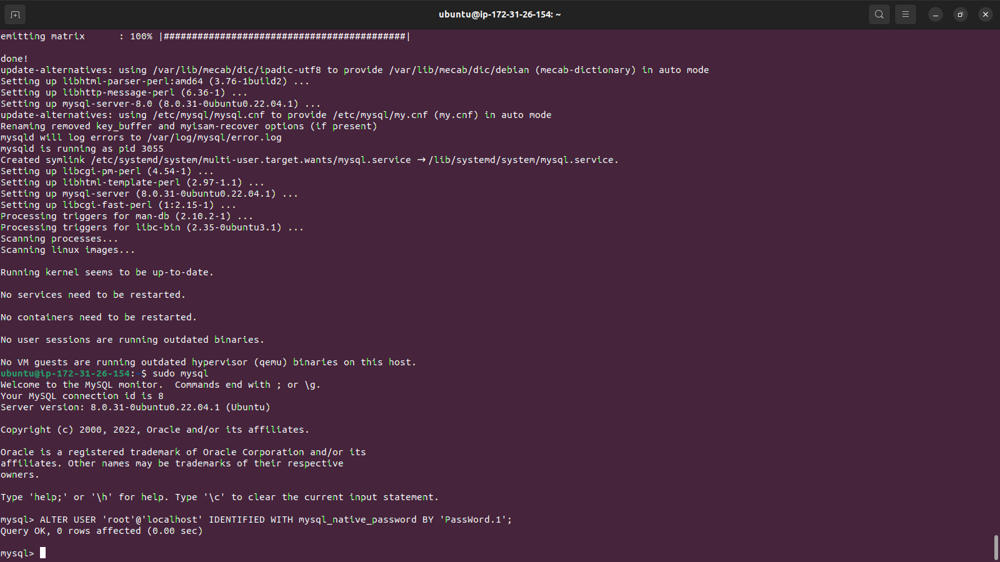 ubuntu@ip-172-31-26-154: ~
emitting matrix      : 100% |###########################################|
done!
update-alternatives: using /var/lib/mecab/dic/ipadic-utf8 to provide /var/lib/mecab/dic/debian (mecab-dictionary) in auto mode
Setting up libhtml-parser-perl:amd64 (3.76-1build2) ...
Setting up libhttp-message-perl (6.36-1) ...
Setting up mysql-server-8.0 (8.0.31-0ubuntu0.22.04.1) ...
update-alternatives: using /etc/mysql/mysql.cnf to provide /etc/mysql/my.cnf (my.cnf) in auto mode
Renaming removed key_buffer and myisam-recover options (if present)
mysqld will log errors to /var/log/mysql/error.log
mysqld is running as pid 3055
Created symlink /etc/systemd/system/multi-user.target.wants/mysql.service → /lib/systemd/system/mysql.service.
Setting up libcgi-pm-perl (4.54-1) ...
Setting up libhtml-template-perl (2.97-1.1) ...
Setting up mysql-server (8.0.31-0ubuntu0.22.04.1) ...
Setting up libcgi-fast-perl (1:2.15-1) ...
Processing triggers for man-db (2.10.2-1) ...
Processing triggers for libc-bin (2.35-0ubuntu3.1) ...
Scanning processes...
Scanning linux images...
Running kernel seems to be up-to-date.
No services need to be restarted.
No containers need to be restarted.
No user sessions are running outdated binaries.
No VM guests are running outdated hypervisor (qemu) binaries on this host.
ubuntu@ip-172-31-26-154:~$ sudo mysql
Welcome to the MySQL monitor.  Commands end with ; or \g.
Your MySQL connection id is 8
Server version: 8.0.31-0ubuntu0.22.04.1 (Ubuntu)
Copyright (c) 2000, 2022, Oracle and/or its affiliates.
Oracle is a registered trademark of Oracle Corporation and/or its
affiliates. Other names may be trademarks of their respective
owners.
Type 'help;' or '\h' for help. Type '\c' to clear the current input statement.
mysql> ALTER USER 'root'@'localhost' IDENTIFIED WITH mysql_native_password BY 'PassWord.1';
Query OK, 0 rows affected (0.00 sec)
mysql>